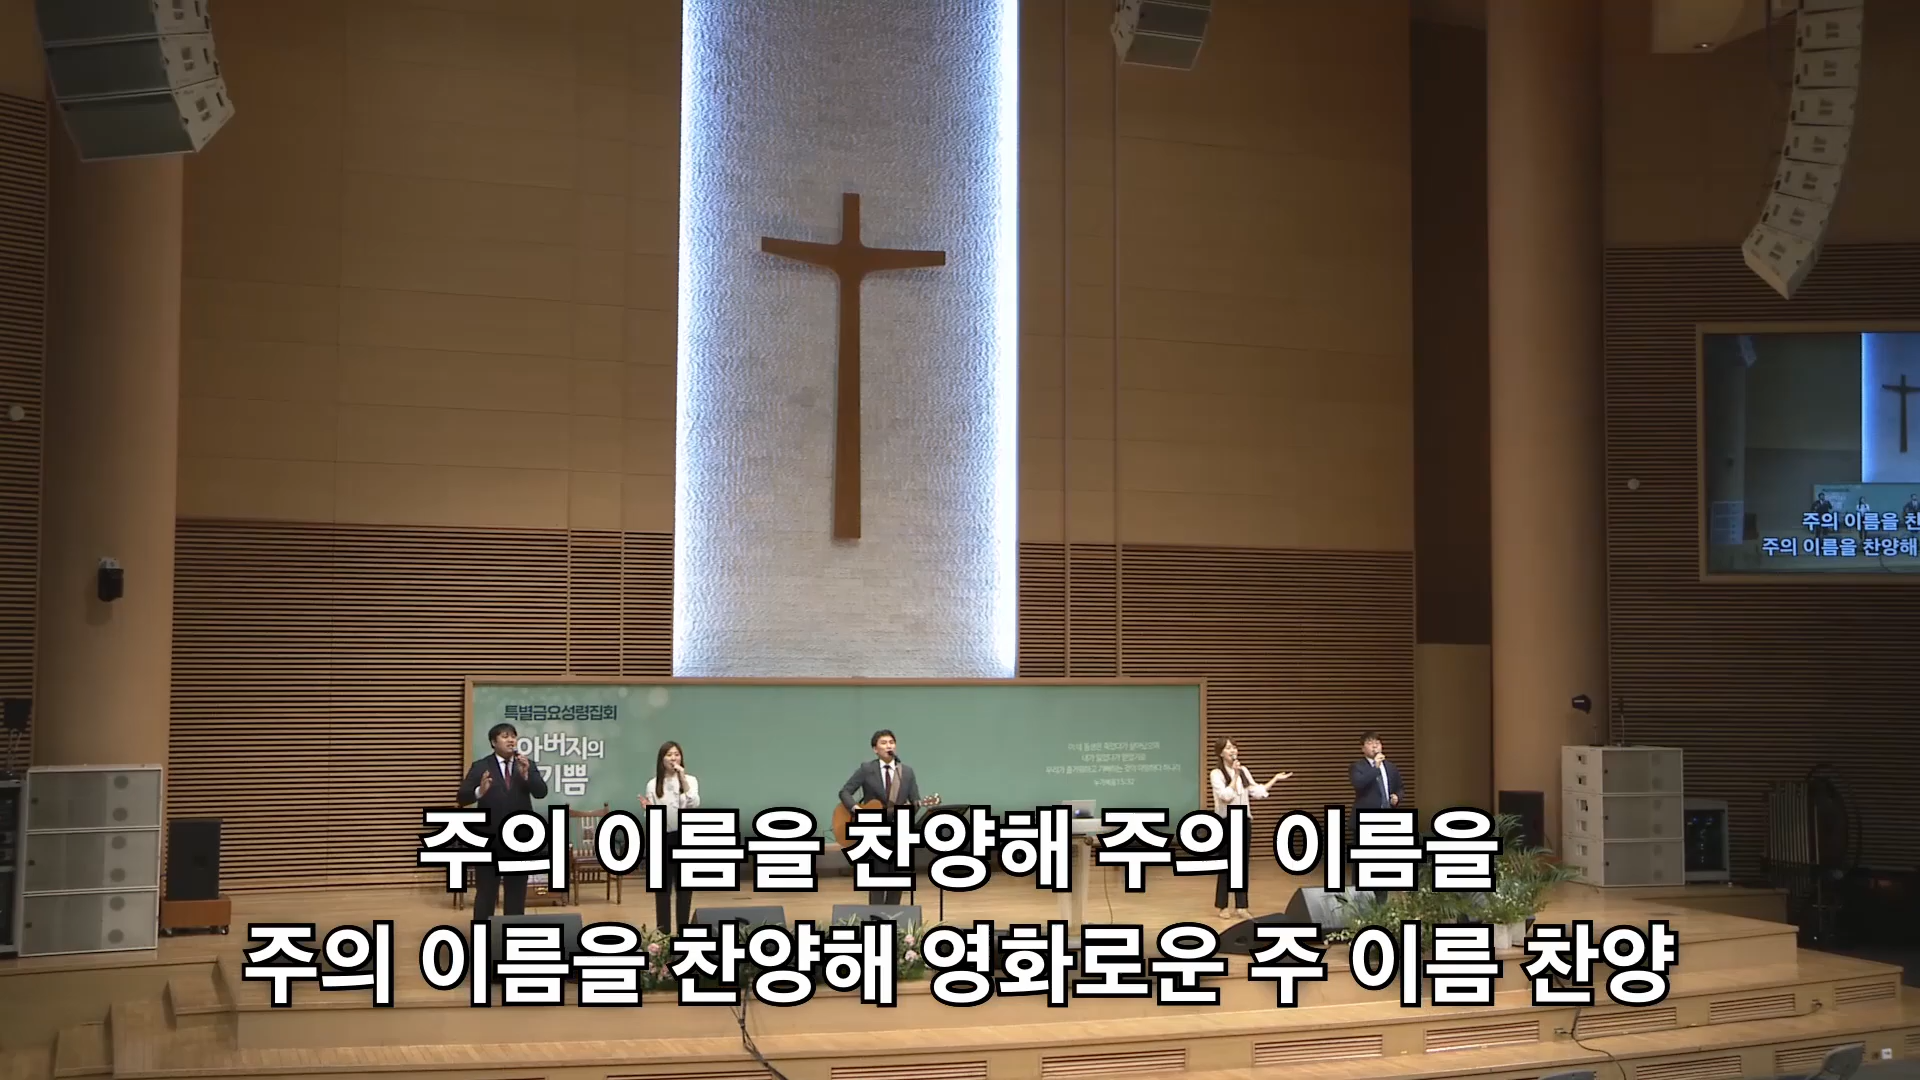 특별금요성령집회
아버지의
기쁨
주의 이름을 찬양해 주의 이름을
주의 이름을 찬양해 영화로운 주 이름 찬양
주의 이름을 찬
주의 이름을 찬양해